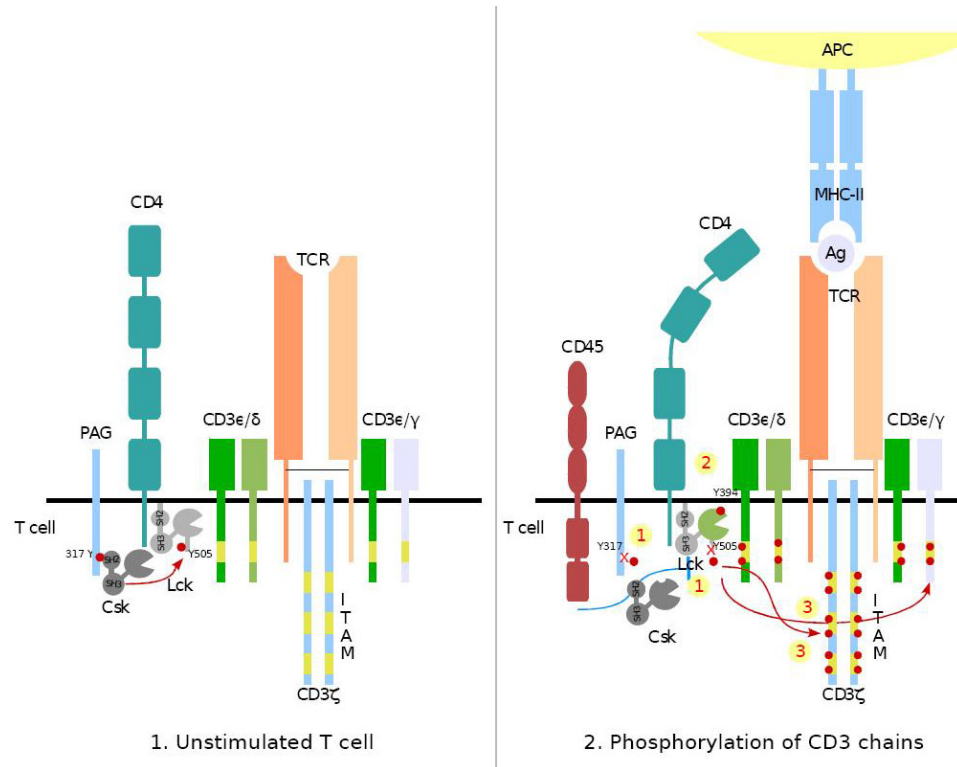 CD4
TCR
CD3ϵ/δ
CD3ϵ/γ
PAG
T cell
317 Y
SH2
SH3
Csk
SH2
SH3
Y505
Lck
I
T
A
M
CD3ζ
1. Unstimulated T cell
APC
MHC-II
Ag
TCR
CD4
CD45
PAG
CD3ϵ/δ
CD3ϵ/γ
2
Y394
T cell
Y317
X
1
SH2
SH3
X
Y505
Lck
1
SH2
SH3
Csk
3
3
I
T
A
M
CD3ζ
2. Phosphorylation of CD3 chains